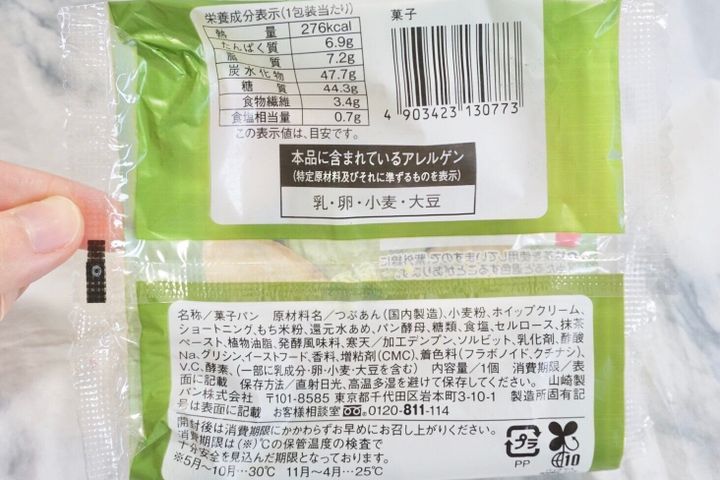 栄養成分表示(1包装当たり)
熱 量 276kcal
たんぱく質 6.9g
脂 質 7.2g
炭水化物 47.7g
糖 質 44.3g
食物繊維 3.4g
食塩相当量 0.7g
この表示値は、目安です。
菓子
4 903423 130773
本品に含まれているアレルゲン
(特定原材料及びそれに準ずるものを表示)
乳・卵・小麦・大豆
名称/菓子パン 原材料名/つぶあん(国内製造)、小麦粉、ホイップクリーム、
ショートニング、もち米粉、還元水あめ、パン酵母、糖類、食塩、セルロース、抹茶
ペースト、植物油脂、発酵風味料、寒天/加工デンプン、ソルビット、乳化剤、酢酸
Na、グリシン、イーストフード、香料、増粘剤(CMC)、着色料(フラボノイド、クチナシ)、
V.C、酵素、(一部に乳成分・卵・小麦・大豆を含む) 内容量/1個 消費期限/表
面に記載 保存方法/直射日光、高温多湿を避けて保存してください。 山崎製
パン株式会社 〒101-8585 東京都千代田区岩本町3-10-1 製造所固有記
号は表面に記載 お客様相談室 0120-811-114
開封後は消費期限にかかわらずお早めにお召し上がりください。
消費期限は(※)℃の保管温度の検査で
十分安全を見込んだ期限となっております。
※5月〜10月…30℃ 11月〜4月…25℃
プラ
PP
10